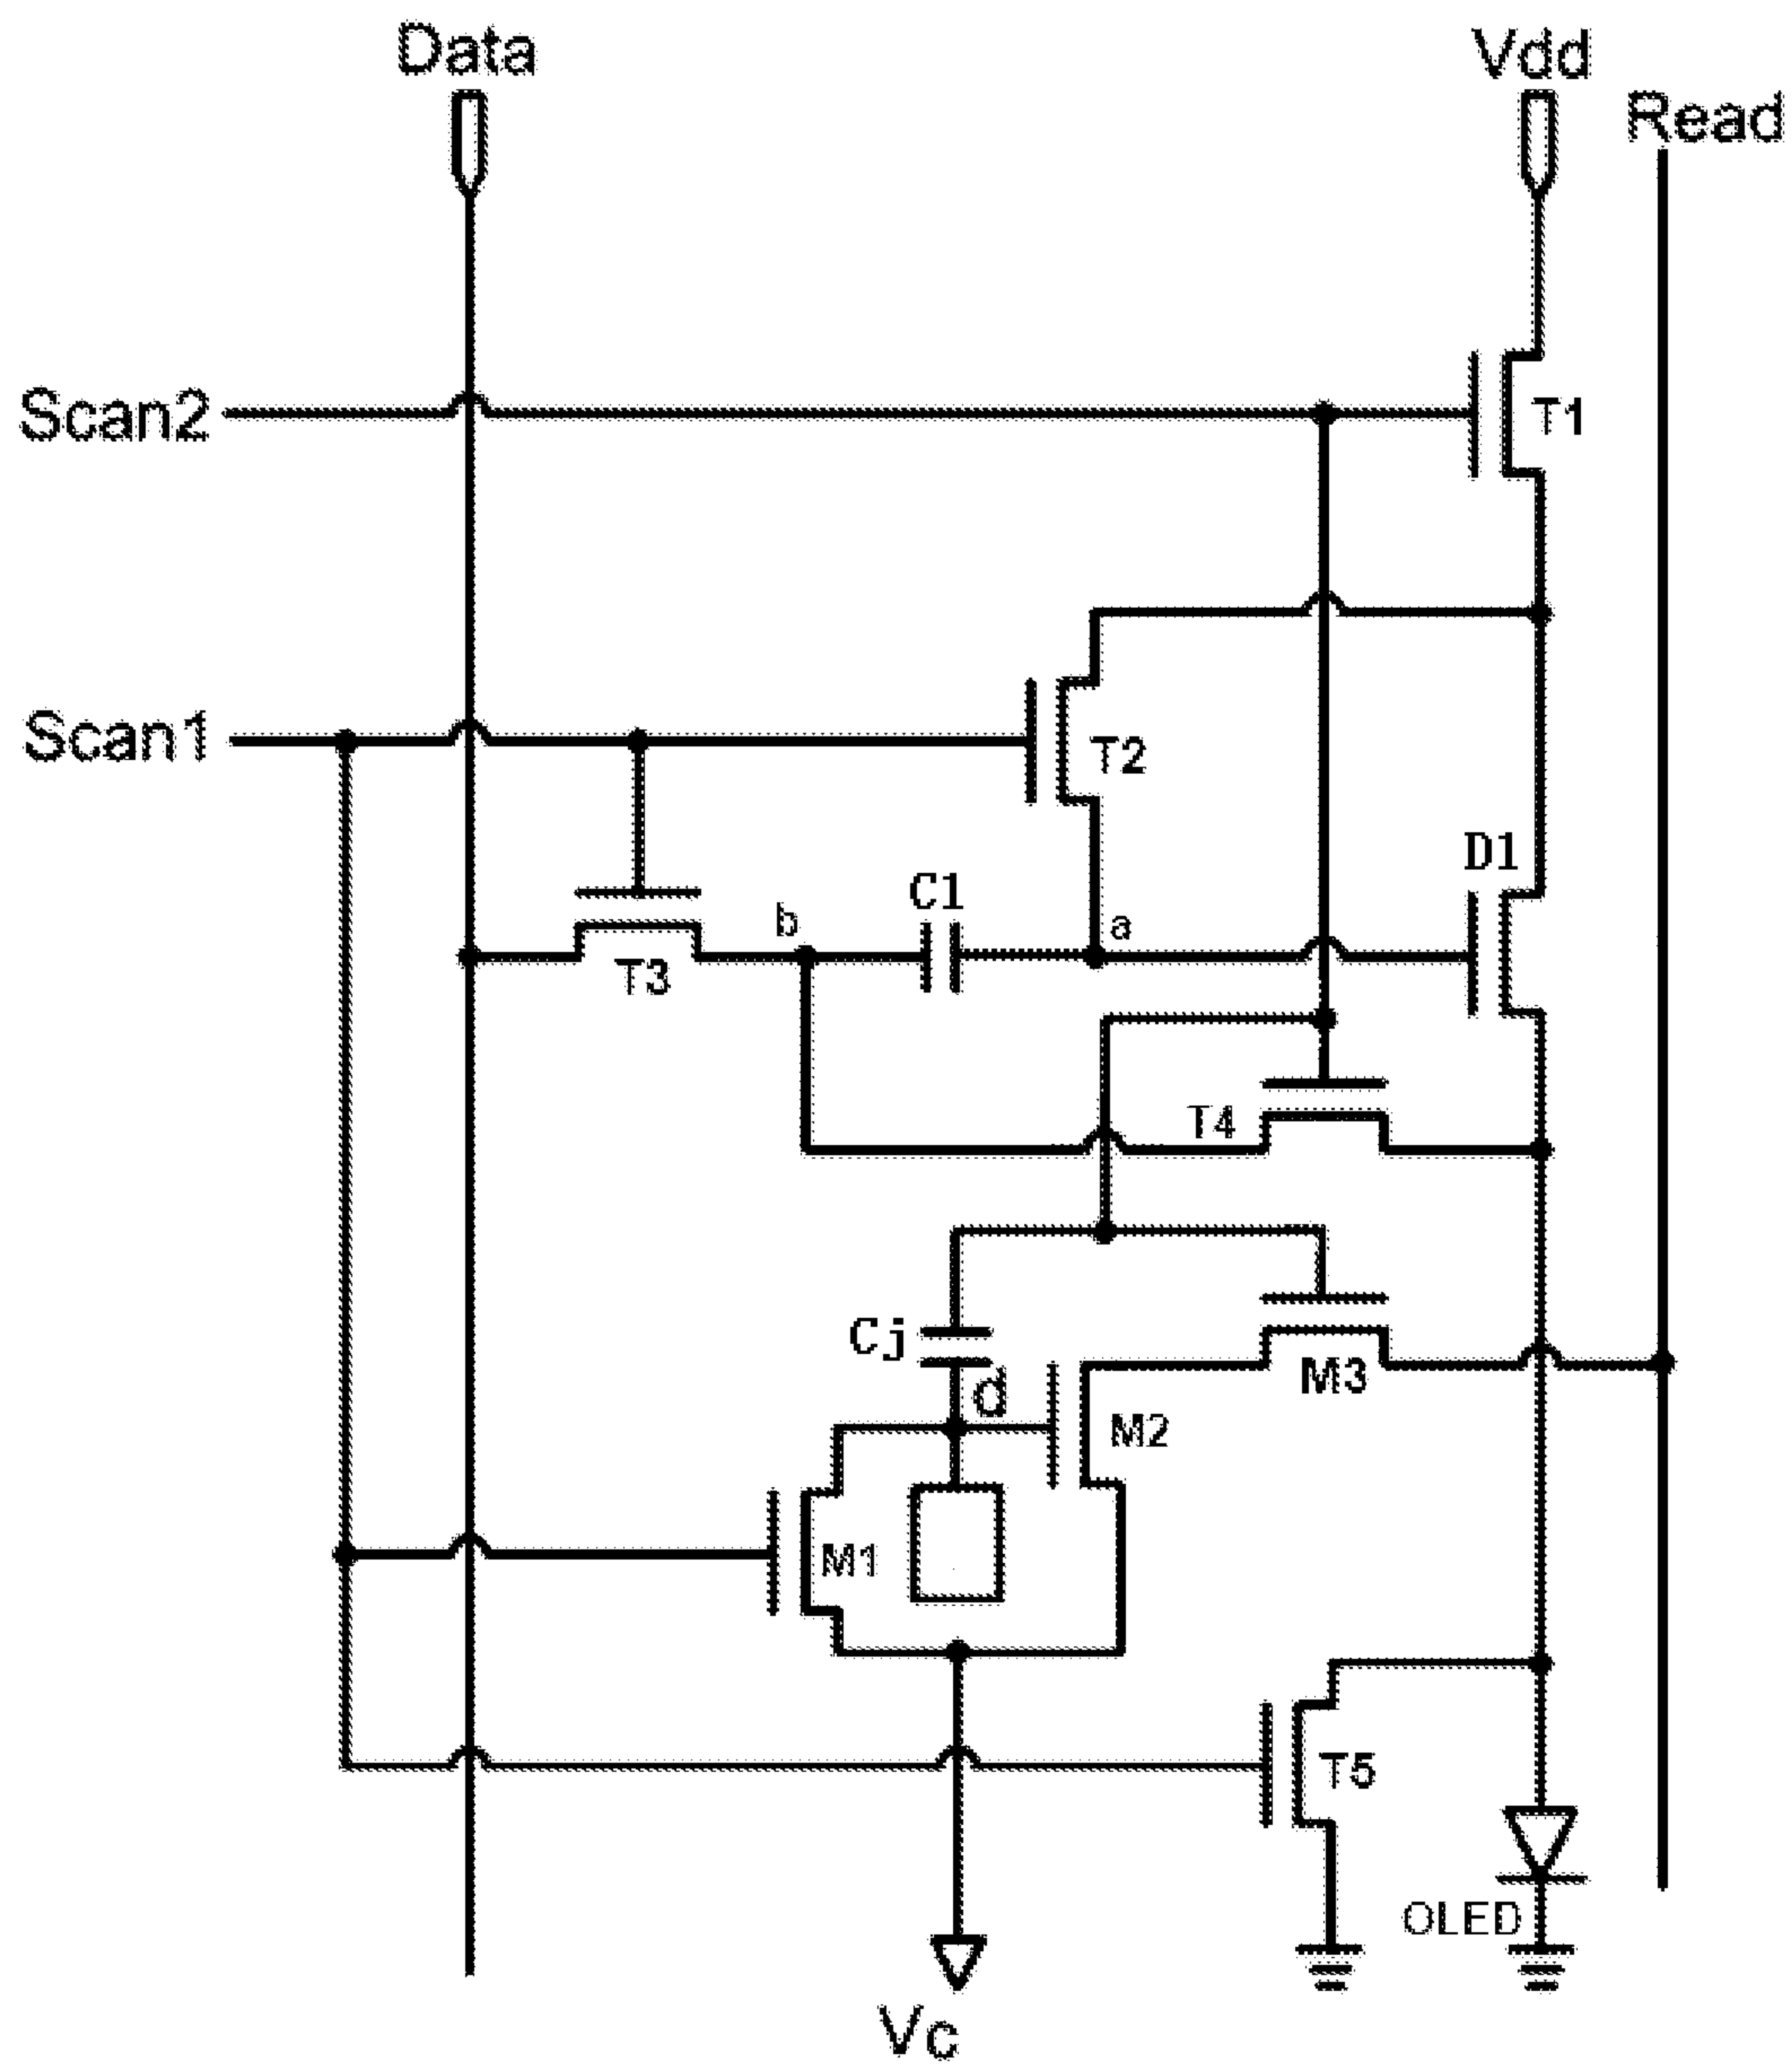 Data
Vdd
Read
Scan2
T1
Scan1
T2
D1
C1
b
a
T3
T4
Cj
d
M3
M2
M1
T5
OLED
Vc